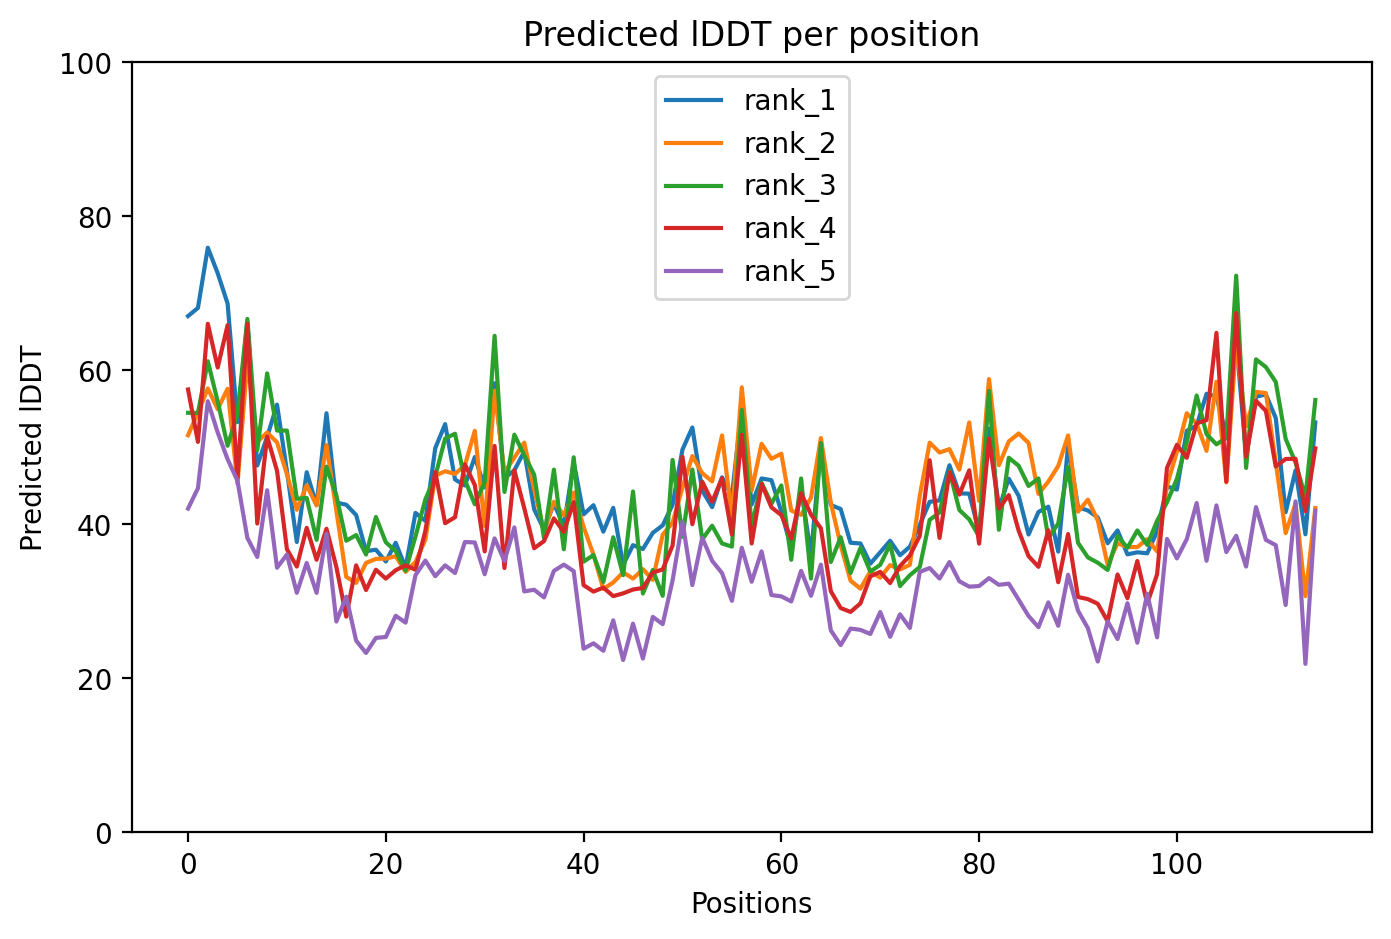 Predicted lDDT per position
100
80
60
40
20
0
Predicted lDDT
rank_1
rank_2
rank_3
rank_4
rank_5
0 20 40 60 80 100
Positions